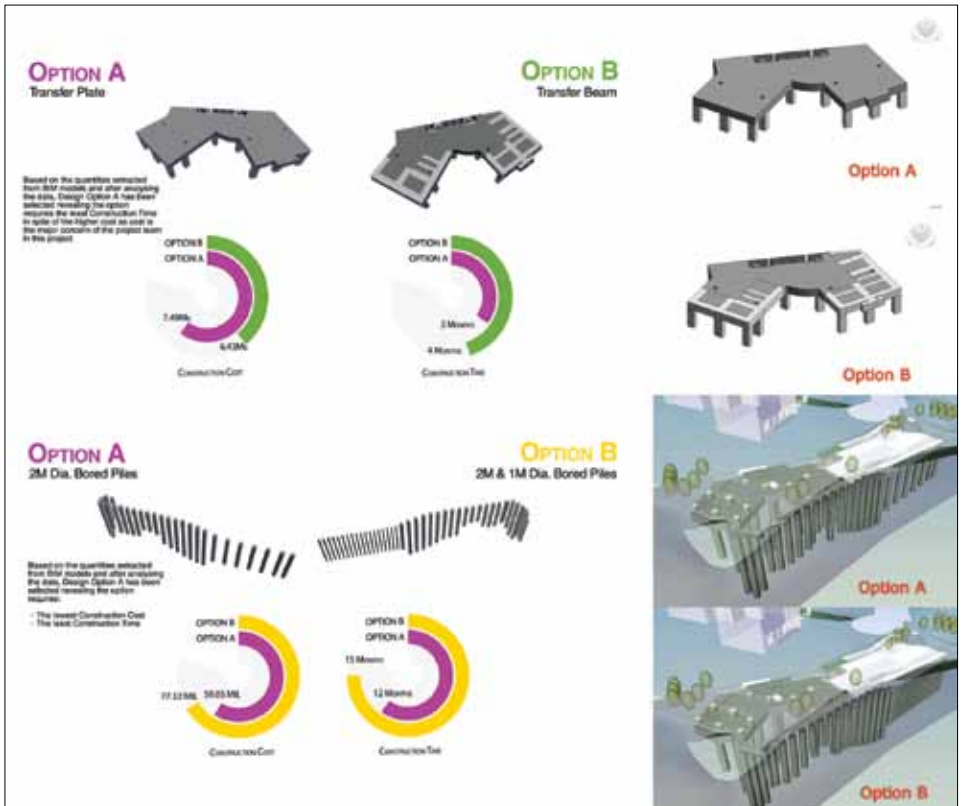 OPTION A
Transfer Plate
OPTION B
Transfer Beam
Based on the quantities extracted
from BIM models and after analysing
the data, Design Option A has been
selected revealing the option
requires the least Construction Time
in spite of the higher cost as cost is
the major concern of the project team
in this project
OPTION B
OPTION A
7.49MIL
6.43MIL
CONSTRUCTION COST
OPTION B
OPTION A
3 MONTHS
4 MONTHS
CONSTRUCTION TIME
Option A
Option B
OPTION A
2M Dia. Bored Piles
OPTION B
2M & 1M Dia. Bored Piles
Based on the quantities extracted
from BIM models and after analysing
the data, Design Option A has been
selected revealing the option
requires:
- The lowest Construction Cost
- The least Construction Time
OPTION B
OPTION A
77.13 MIL
CONSTRUCTION COST
OPTION B
OPTION A
15 MONTHS
12 MONTHS
CONSTRUCTION TIME
Option A
Option B